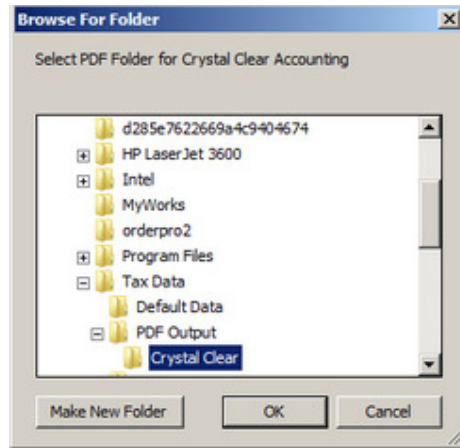 Browse For Folder
Select PDF Folder for Crystal Clear Accounting
d285e7622669a4c9404674
HP LaserJet 3600
Intel
MyWorks
orderpro2
Program Files
Tax Data
Default Data
PDF Output
Crystal Clear
Make New Folder OK Cancel